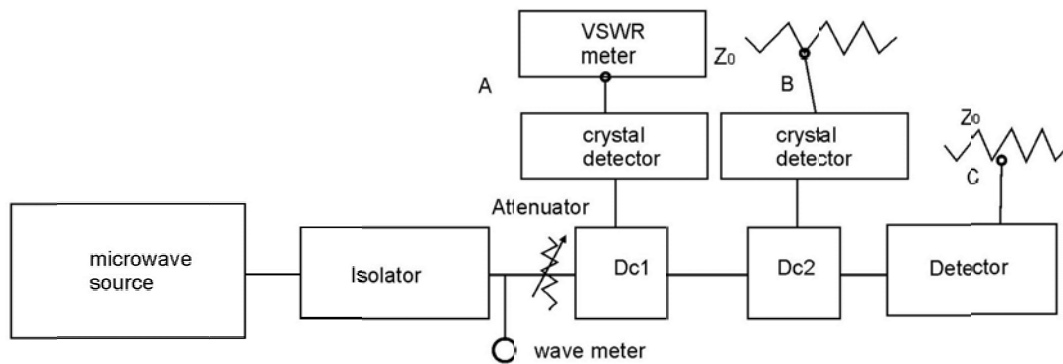 VSWR
meter
Z₀
A
B
crystal
detector
crystal
detector
Z₀
C
Attenuator
microwave
source
Isolator
Dc1
Dc2
Detector
wave meter